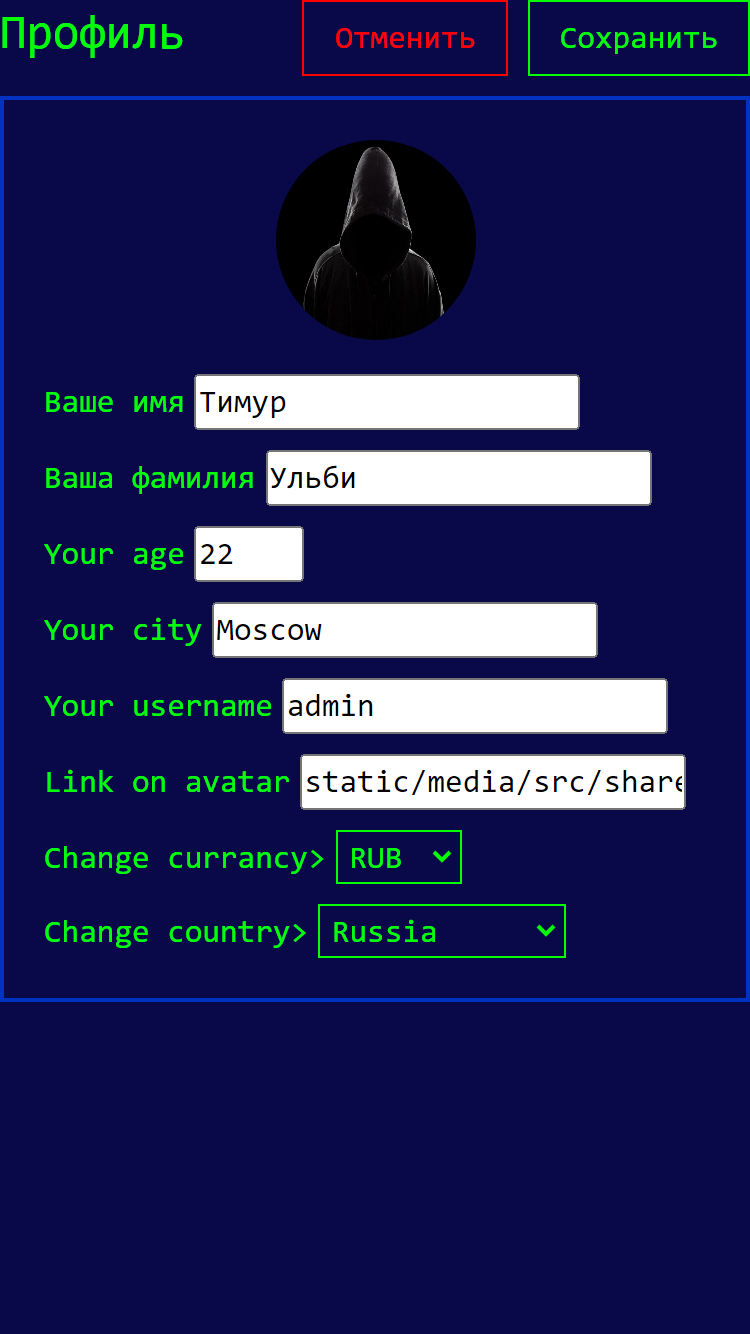 Профиль Отменить Сохранить
Ваше имя Тимур
Ваша фамилия Ульби
Your age 22
Your city Moscow
Your username admin
Link on avatar static/media/src/share
Change currancy> RUB
Change country> Russia